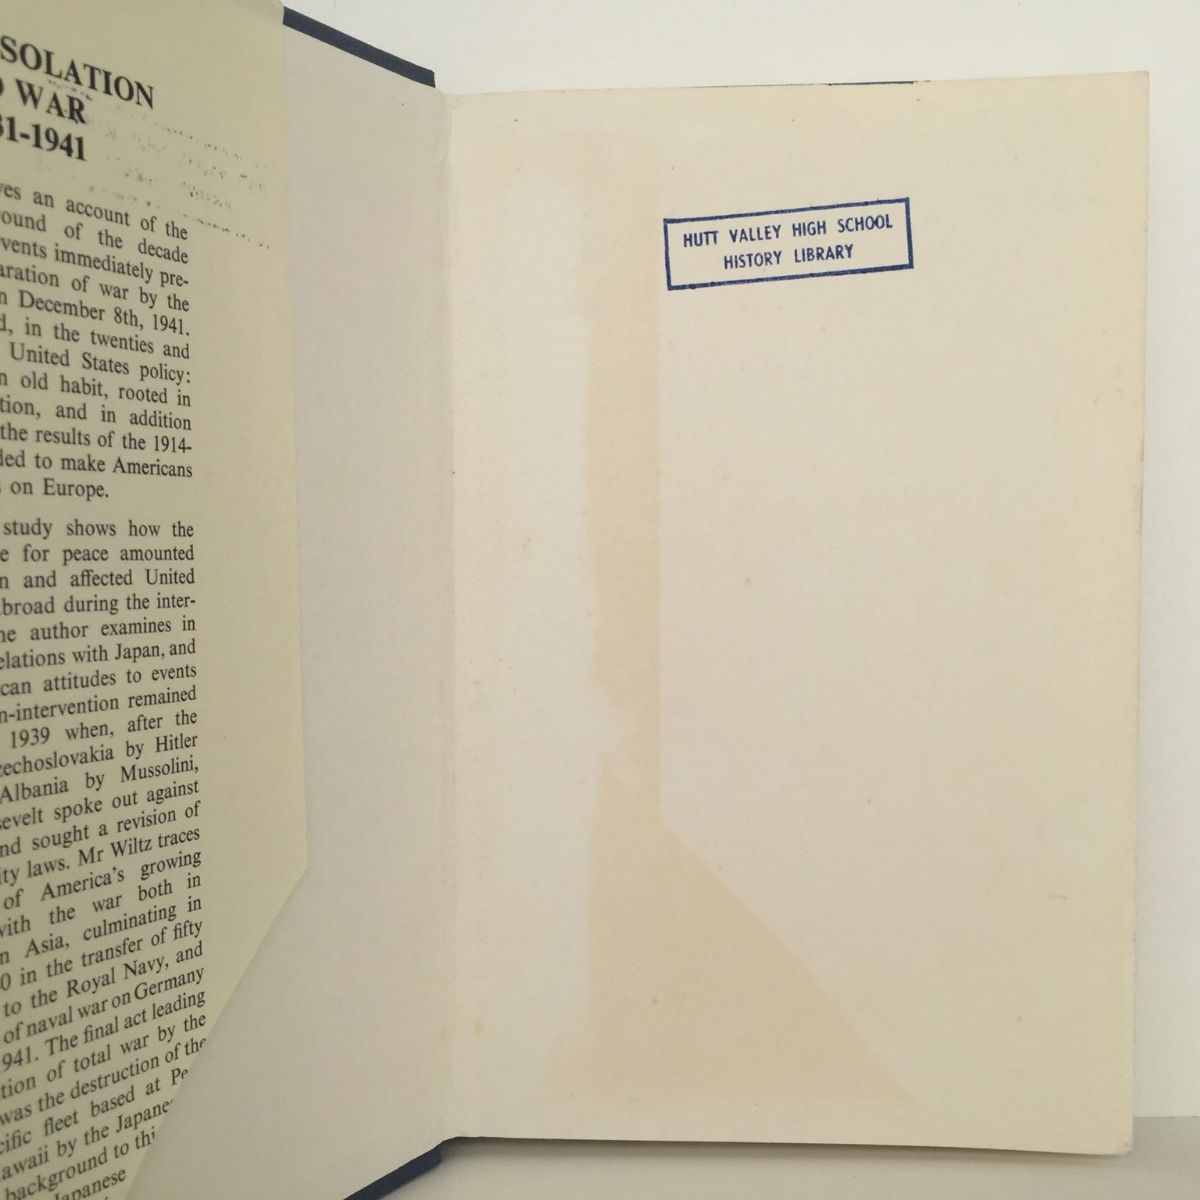 SOLATION
WAR
31-1941
ves an account of the
ound of the decade
vents immediately pre-
aration of war by the
n December 8th, 1941.
d, in the twenties and
United States policy:
n old habit, rooted in
tion, and in addition
the results of the 1914-
ded to make Americans
s on Europe.
study shows how the
e for peace amounted
n and affected United
broad during the inter-
he author examines in
elations with Japan, and
can attitudes to events
n-intervention remained
1939 when, after the
zechoslovakia by Hitler
Albania by Mussolini,
sevelt spoke out against
nd sought a revision of
ity laws. Mr Wiltz traces
of America's growing
with the war both in
n Asia, culminating in
0 in the transfer of fifty
to the Royal Navy, and
of naval war on Germany
941. The final act leading
tion of total war by the
was the destruction of the
cific fleet based at Pe
awaii by the Japane
background to thi
Japanese
HUTT VALLEY HIGH SCHOOL
HISTORY LIBRARY